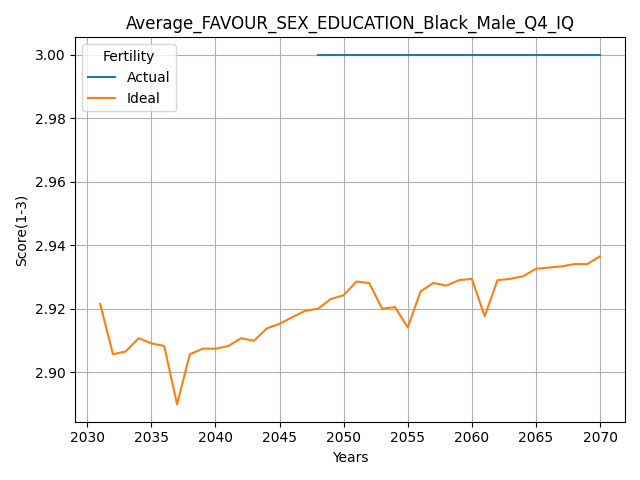 Average_FAVOUR_SEX_EDUCATION_Black_Male_Q4_IQ
Fertility
Actual
Ideal
Score(1-3)
3.00
2.98
2.96
2.94
2.92
2.90
2030 2035 2040 2045 2050 2055 2060 2065 2070
Years